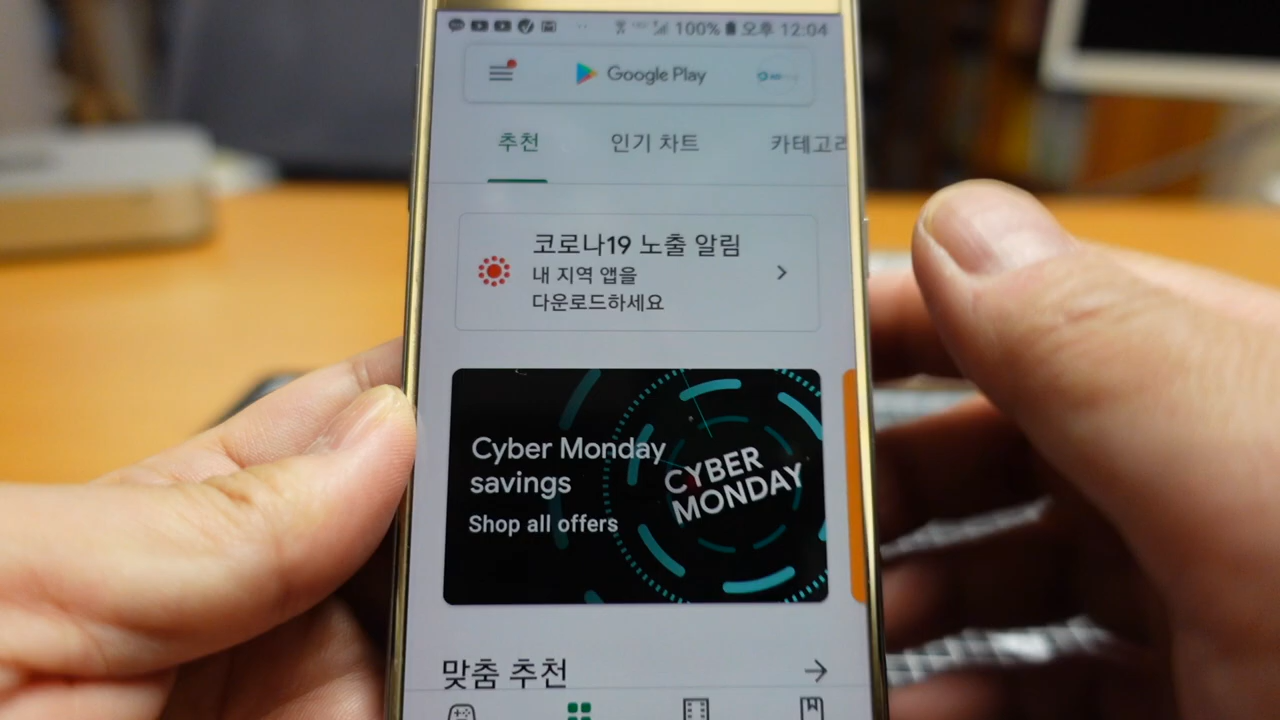 100% 오후 12:04
Google Play
추천 인기 차트 카테고리
코로나19 노출 알림
내 지역 앱을
다운로드하세요
Cyber Monday
savings
Shop all offers
CYBER
MONDAY
맞춤 추천